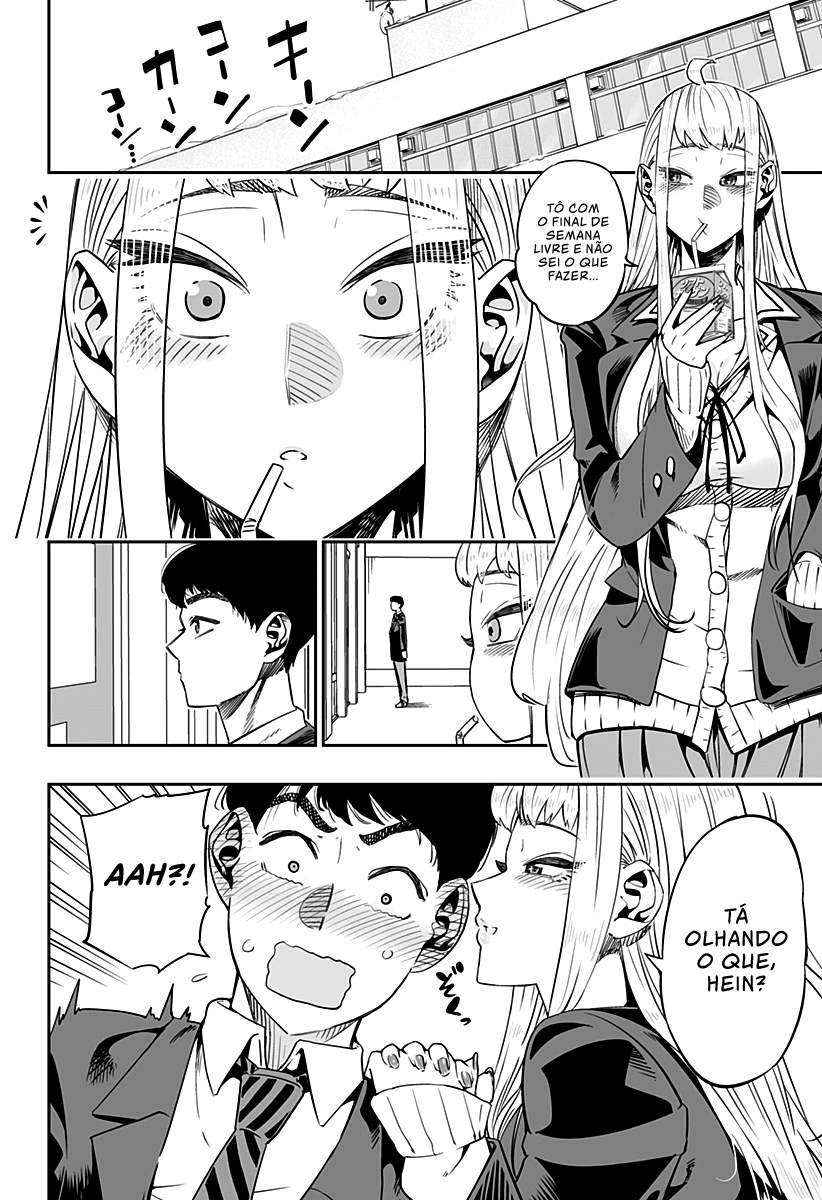 キーン
コーン
カーン
コーン…
TÔ COM
O FINAL DE
SEMANA
LIVRE E NÃO
SEI O QUE
FAZER...
AAH?!
TÁ
OLHANDO
O QUE,
HEIN?